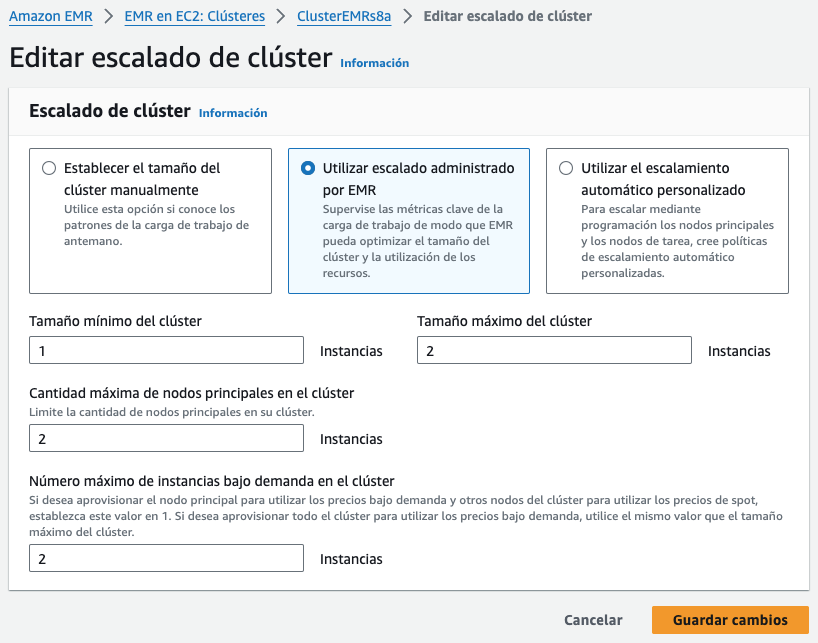 Amazon EMR > EMR en EC2: Clústeres > ClusterEMRs8a > Editar escalado de clúster
Editar escalado de clúster Información
Escalado de clúster Información
Establecer el tamaño del
clúster manualmente
Utilice esta opción si conoce los
patrones de la carga de trabajo de
antemano.
Utilizar escalado administrado
por EMR
Supervise las métricas clave de la
carga de trabajo de modo que EMR
pueda optimizar el tamaño del
clúster y la utilización de los
recursos.
Utilizar el escalamiento
automático personalizado
Para escalar mediante
programación los nodos principales
y los nodos de tarea, cree políticas
de escalamiento automático
personalizadas.
Tamaño mínimo del clúster
1 Instancias
Tamaño máximo del clúster
2 Instancias
Cantidad máxima de nodos principales en el clúster
Limite la cantidad de nodos principales en su clúster.
2 Instancias
Número máximo de instancias bajo demanda en el clúster
Si desea aprovisionar el nodo principal para utilizar los precios bajo demanda y otros nodos del clúster para utilizar los precios de spot,
establezca este valor en 1. Si desea aprovisionar todo el clúster para utilizar los precios bajo demanda, utilice el mismo valor que el tamaño
máximo del clúster.
2 Instancias
Cancelar Guardar cambios